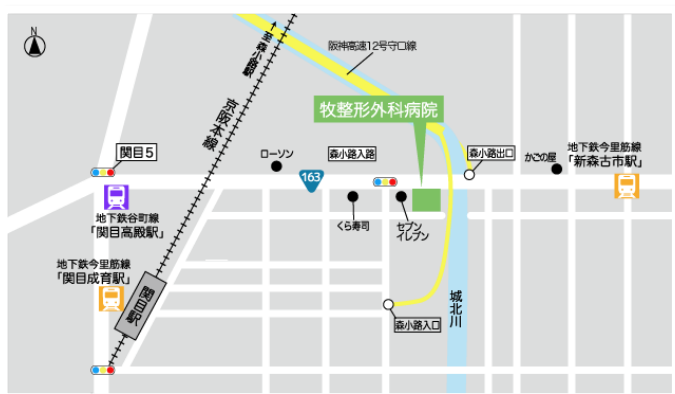 N
至森小路駅
阪神高速12号守口線
京阪本線
牧整形外科病院
関目5
ローソン
森小路入路
森小路出口
かごの屋
地下鉄今里筋線
「新森古市駅」
163
地下鉄谷町線
「関目高殿駅」
くら寿司
セブン
イレブン
地下鉄今里筋線
「関目成育駅」
関目駅
城北川
森小路入口